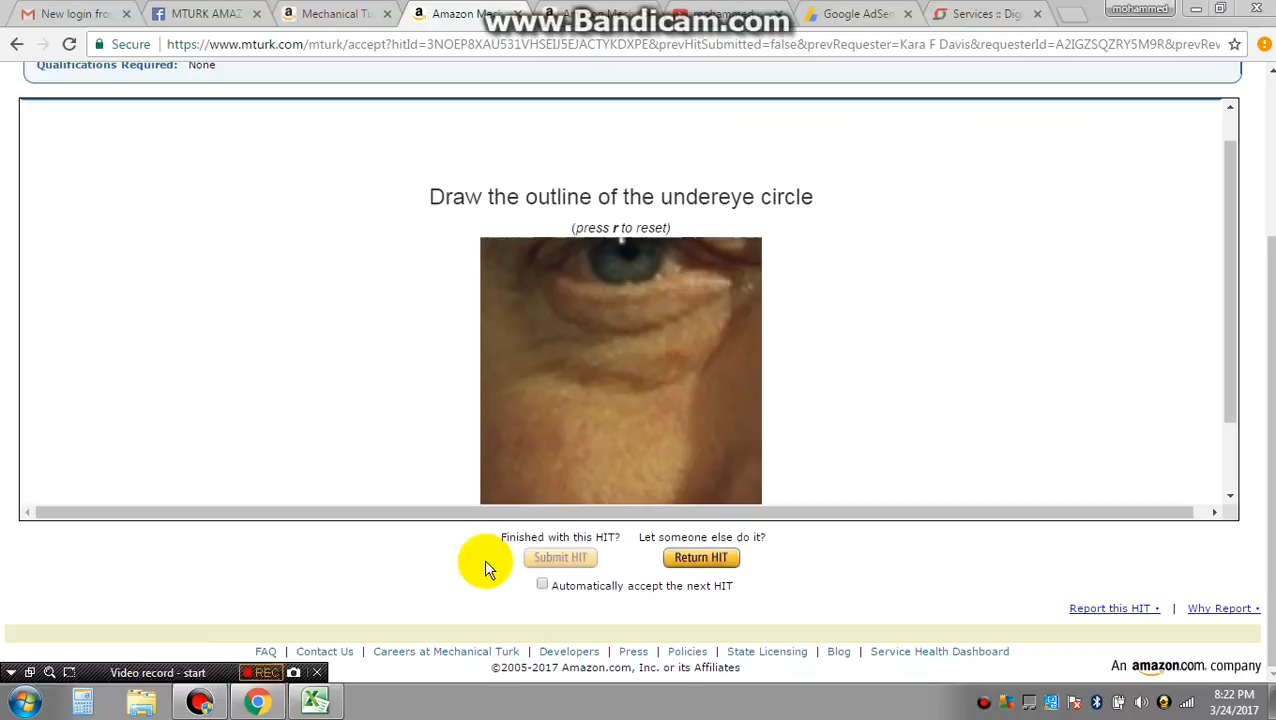 New login from
MTURK AMAZ
Mechanical Tur
Amazon Mech
mohammed
Google AdSen
Services :: Dig
mohammed
www.Bandicam.com
Secure
https://www.mturk.com/mturk/accept?hitId=3NOEP8XAU531VHSEIJ5EJACTYKDXPE&prevHitSubmitted=false&prevRequester=Kara F Davis&requesterId=A2IGZSQZRY5M9R&prevRev
Qualifications Required: None
Draw the outline of the undereye circle
(press r to reset)
Finished with this HIT? Let someone else do it?
Submit HIT Return HIT
Automatically accept the next HIT
Report this HIT | Why Report
FAQ | Contact Us | Careers at Mechanical Turk | Developers | Press | Policies | State Licensing | Blog | Service Health Dashboard
©2005-2017 Amazon.com, Inc. or its Affiliates
An amazon.com company
Video record - start REC
8:22 PM
3/24/2017